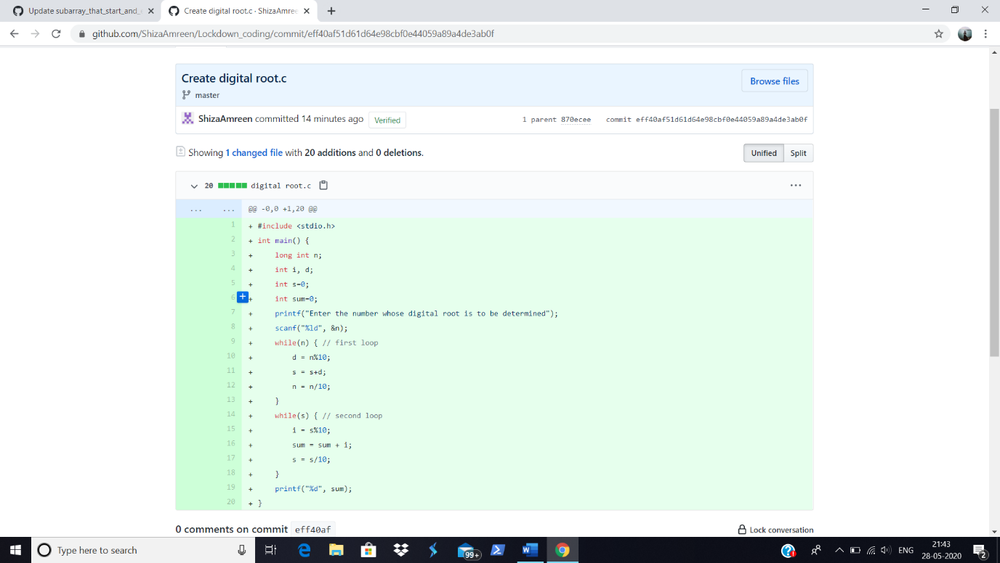 Update subarray_that_start_and_
Create digital root.c · ShizaAmree
github.com/ShizaAmreen/Lockdown_coding/commit/eff40af51d61d64e98cbf0e44059a89a4de3ab0f
Create digital root.c
Browse files
master
ShizaAmreen committed 14 minutes ago Verified
1 parent 870ecee commit eff40af51d61d64e98cbf0e44059a89a4de3ab0f
Showing 1 changed file with 20 additions and 0 deletions.
Unified Split
20 digital root.c
... ... @@ -0,0 +1,20 @@
1 + #include <stdio.h>
2 + int main() {
3 + long int n;
4 + int i, d;
5 + int s=0;
6 + int sum=0;
7 + printf("Enter the number whose digital root is to be determined");
8 + scanf("%ld", &n);
9 + while(n) { // first loop
10 + d = n%10;
11 + s = s+d;
12 + n = n/10;
13 + }
14 + while(s) { // second loop
15 + i = s%10;
16 + sum = sum + i;
17 + s = s/10;
18 + }
19 + printf("%d", sum);
20 + }
0 comments on commit eff40af
Lock conversation
Type here to search
99+
ENG
21:43
28-05-2020
2